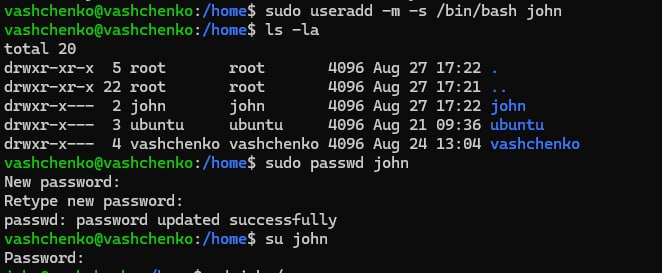 vashchenko@vashchenko:/home$ sudo useradd -m -s /bin/bash john
vashchenko@vashchenko:/home$ ls -la
total 20
drwxr-xr-x  5 root       root       4096 Aug 27 17:22 .
drwxr-xr-x 22 root       root       4096 Aug 27 17:21 ..
drwxr-x---  2 john       john       4096 Aug 27 17:22 john
drwxr-x---  3 ubuntu     ubuntu     4096 Aug 21 09:36 ubuntu
drwxr-x---  4 vashchenko vashchenko 4096 Aug 24 13:04 vashchenko
vashchenko@vashchenko:/home$ sudo passwd john
New password:
Retype new password:
passwd: password updated successfully
vashchenko@vashchenko:/home$ su john
Password: